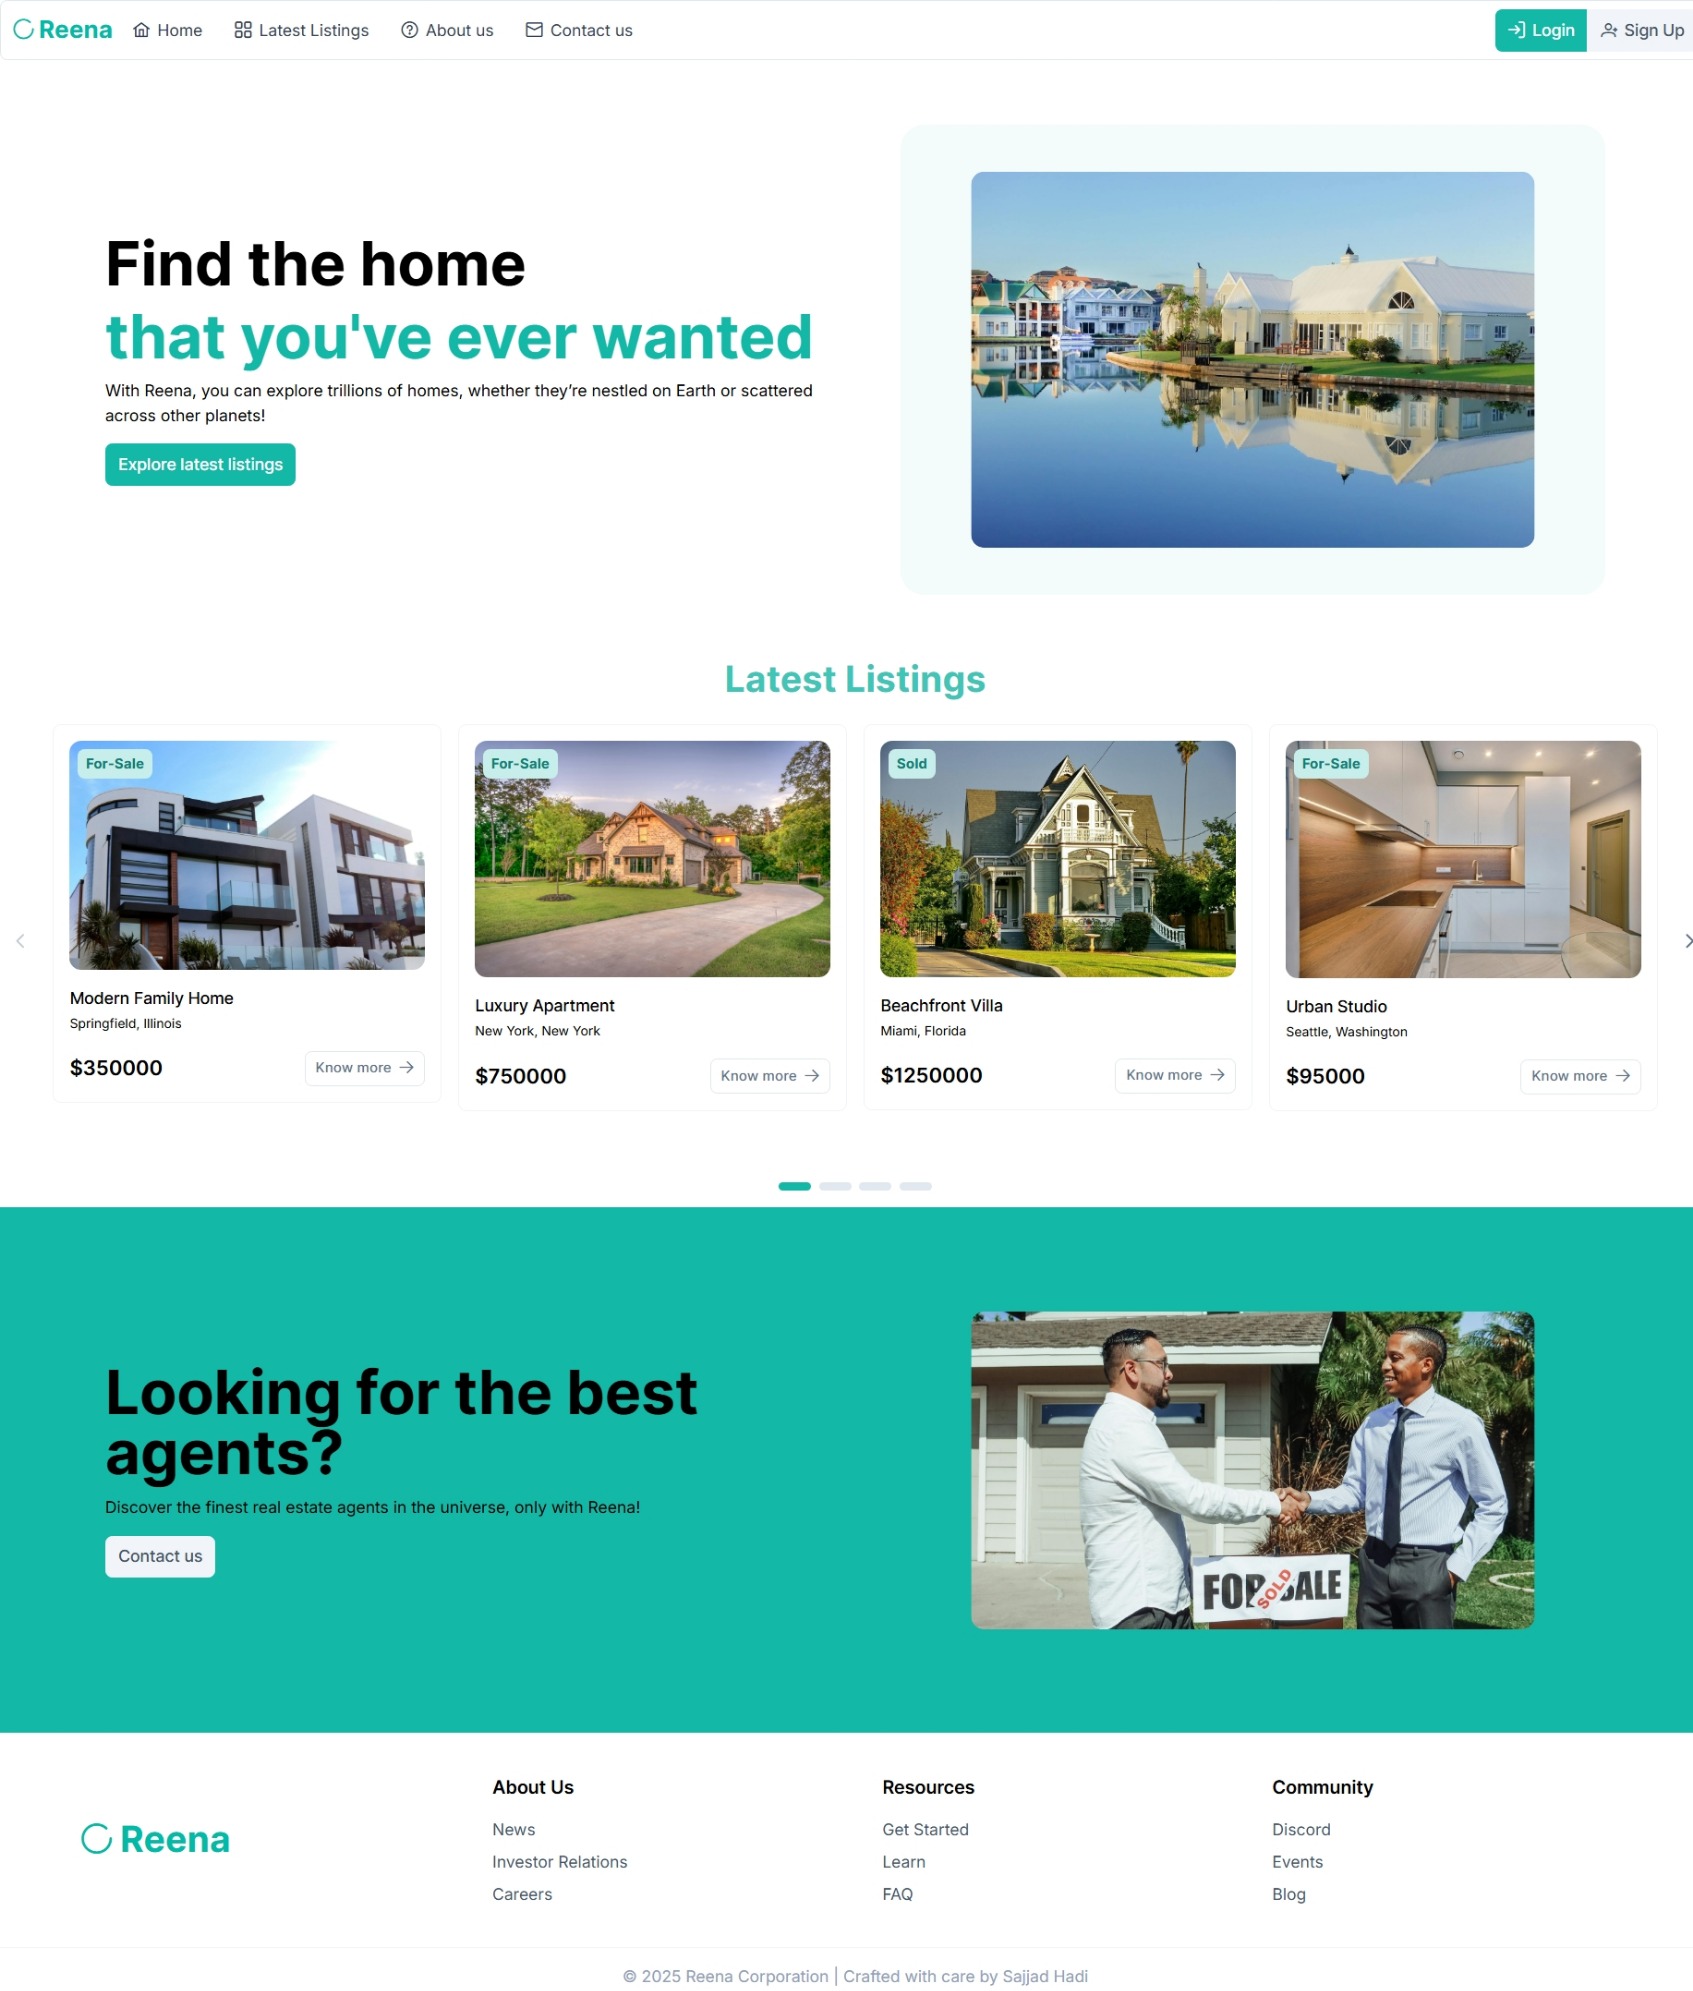 Reena
Home
Latest Listings
About us
Contact us
Login
Sign Up
Find the home
that you've ever wanted
With Reena, you can explore trillions of homes, whether they’re nestled on Earth or scattered
across other planets!
Explore latest listings
Latest Listings
For-Sale
Modern Family Home
Springfield, Illinois
$350000
Know more
For-Sale
Luxury Apartment
New York, New York
$750000
Know more
Sold
Beachfront Villa
Miami, Florida
$1250000
Know more
For-Sale
Urban Studio
Seattle, Washington
$95000
Know more
Looking for the best
agents?
Discover the finest real estate agents in the universe, only with Reena!
Contact us
FOR SALE
SOLD
Reena
About Us
News
Investor Relations
Careers
Resources
Get Started
Learn
FAQ
Community
Discord
Events
Blog
© 2025 Reena Corporation | Crafted with care by Sajjad Hadi